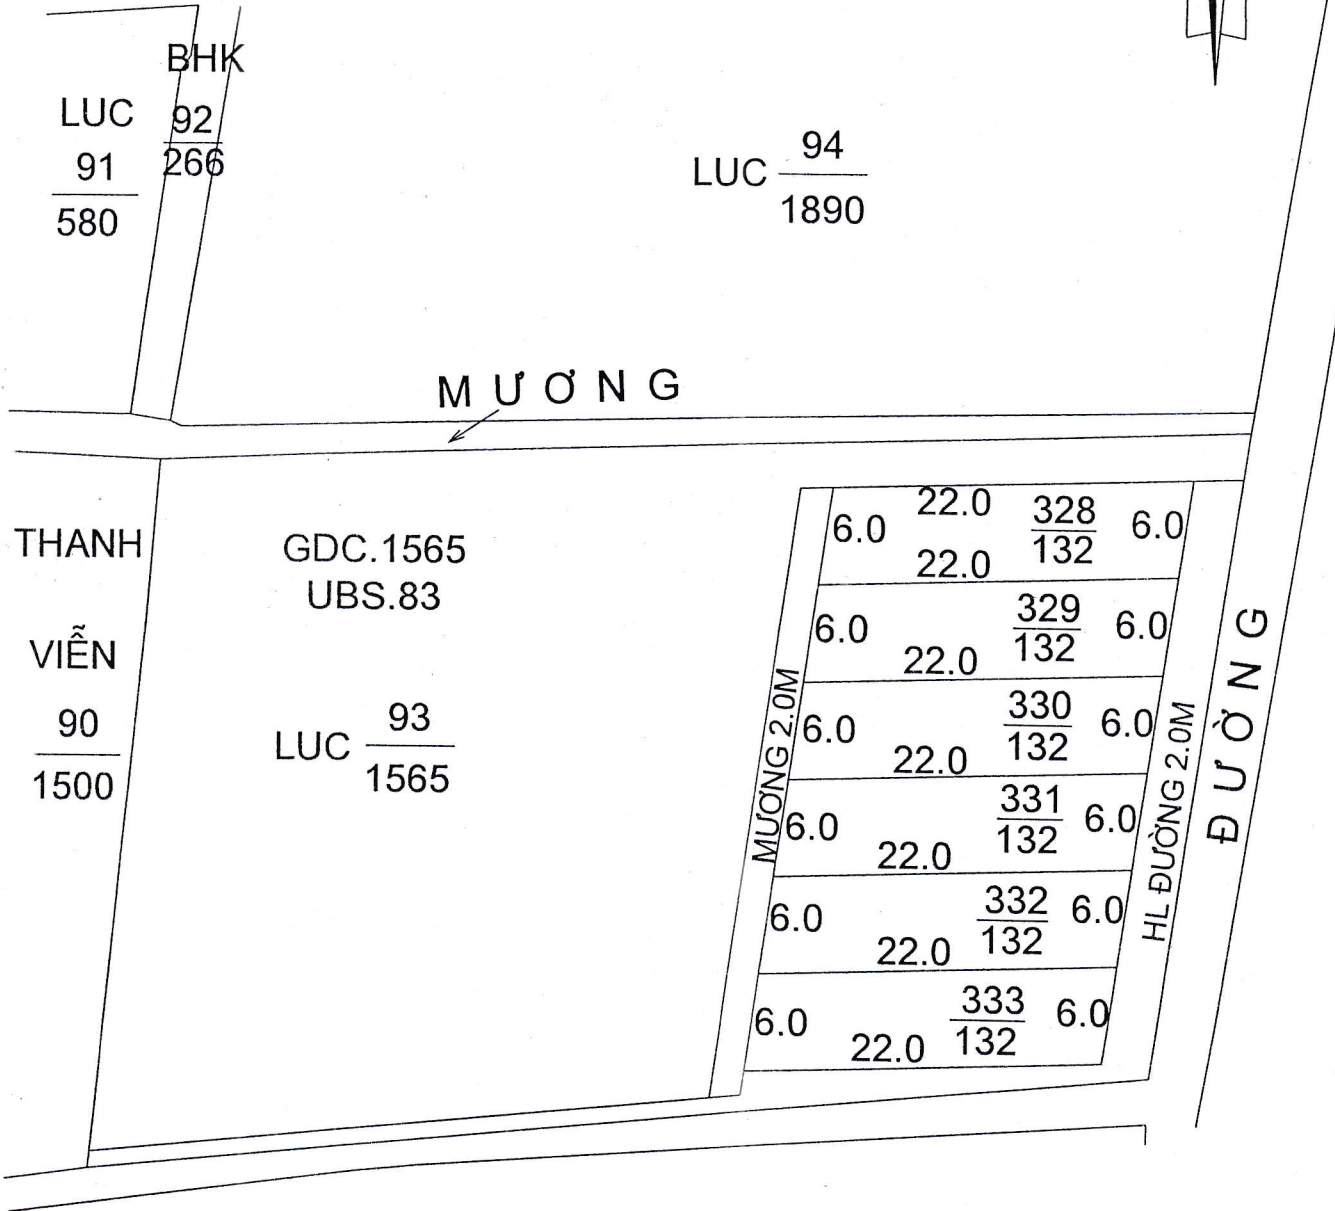 BHK
92
266
LUC
91
580
LUC 94
1890
MƯƠNG
THANH
VIỄN
90
1500
GDC.1565
UBS.83
LUC 93
1565
MƯƠNG 2.0M
22.0
6.0 328 6.0
132
22.0
6.0 329 6.0
132
22.0
6.0 330 6.0
132
22.0
6.0 331 6.0
132
22.0
6.0 332 6.0
132
22.0
6.0 333 6.0
132
22.0
HL ĐƯỜNG 2.0M
ĐƯỜNG